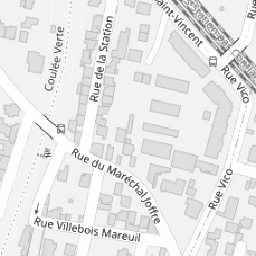 Saint-Vincent
Coulée Verte
Rue de la Station
Rue Vico
Rue du Maréchal Joffre
Rue Vico
Rue Villebois Mareuil